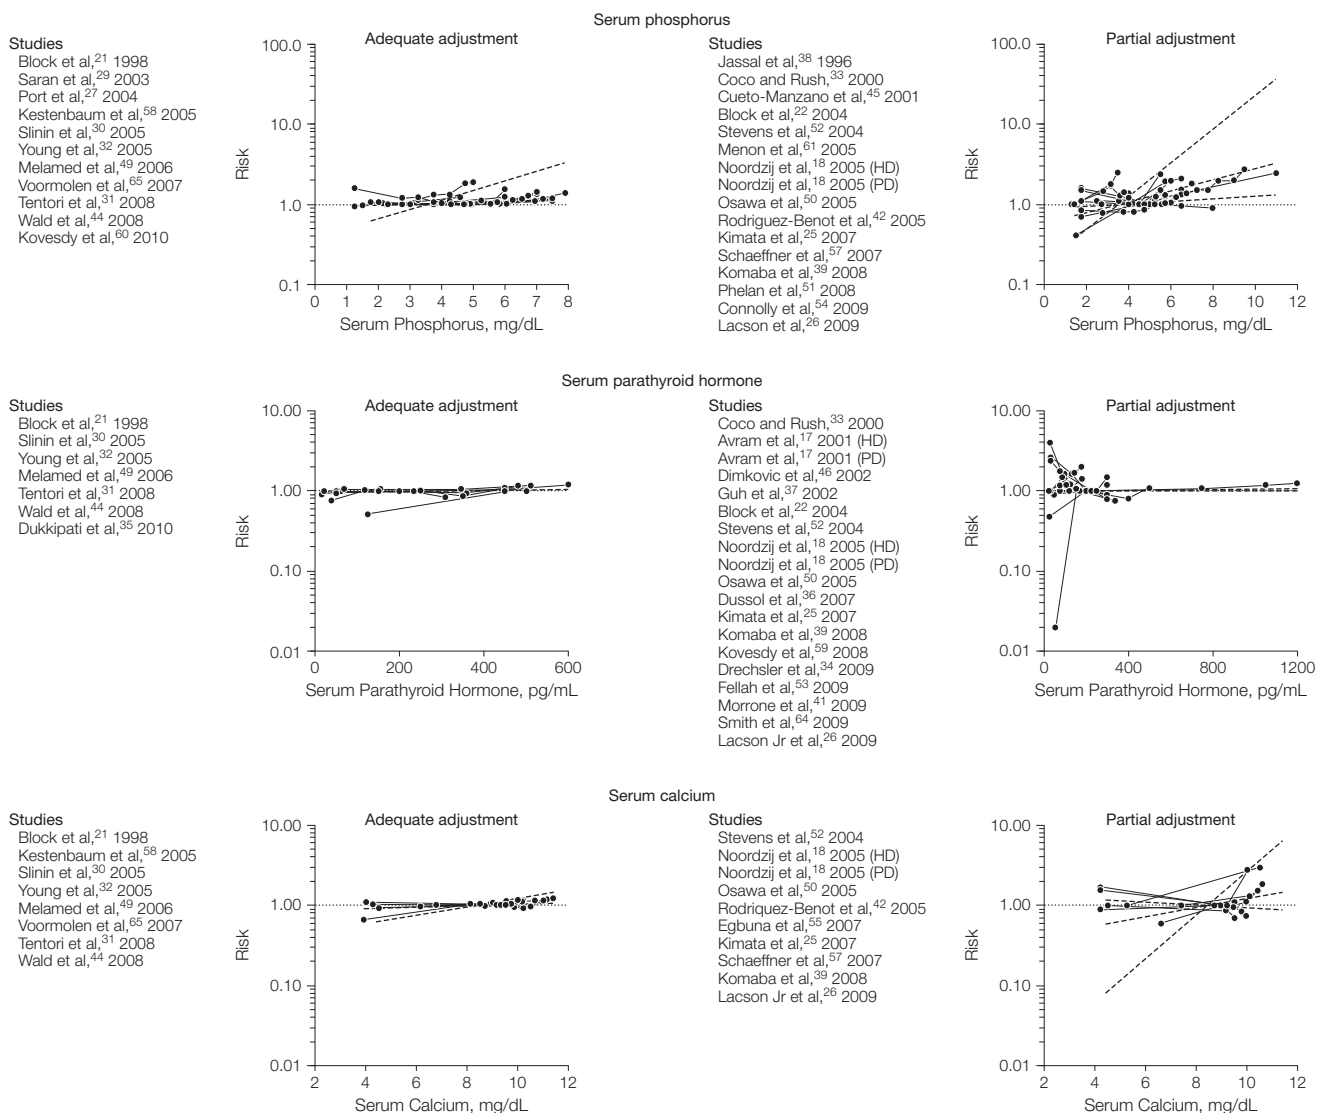 Serum phosphorus
Studies
Block et al,21 1998
Saran et al,29 2003
Port et al,27 2004
Kestenbaum et al,58 2005
Slinin et al,30 2005
Young et al,32 2005
Melamed et al,49 2006
Voormolen et al,65 2007
Tentori et al,31 2008
Wald et al,44 2008
Kovesdy et al,60 2010
Adequate adjustment
100.0
10.0
1.0
0.1
Risk
0 1 2 3 4 5 6 7 8
Serum Phosphorus, mg/dL
Studies
Jassal et al,38 1996
Coco and Rush,33 2000
Cueto-Manzano et al,45 2001
Block et al,22 2004
Stevens et al,52 2004
Menon et al,61 2005
Noordzij et al,18 2005 (HD)
Noordzij et al,18 2005 (PD)
Osawa et al,50 2005
Rodriguez-Benot et al,42 2005
Kimata et al,25 2007
Schaeffner et al,57 2007
Komaba et al,39 2008
Phelan et al,51 2008
Connolly et al,54 2009
Lacson et al,26 2009
Partial adjustment
100.0
10.0
1.0
0.1
Risk
0 2 4 6 8 10 12
Serum Phosphorus, mg/dL
Serum parathyroid hormone
Studies
Block et al,21 1998
Slinin et al,30 2005
Young et al,32 2005
Melamed et al,49 2006
Tentori et al,31 2008
Wald et al,44 2008
Dukkipati et al,35 2010
Adequate adjustment
10.00
1.00
0.10
0.01
Risk
0 200 400 600
Serum Parathyroid Hormone, pg/mL
Studies
Coco and Rush,33 2000
Avram et al,17 2001 (HD)
Avram et al,17 2001 (PD)
Dimkovic et al,46 2002
Guh et al,37 2002
Block et al,22 2004
Stevens et al,52 2004
Noordzij et al,18 2005 (HD)
Noordzij et al,18 2005 (PD)
Osawa et al,50 2005
Dussol et al,36 2007
Kimata et al,25 2007
Komaba et al,39 2008
Kovesdy et al,59 2008
Drechsler et al,34 2009
Fellah et al,53 2009
Morrone et al,41 2009
Smith et al,64 2009
Lacson Jr et al,26 2009
Partial adjustment
10.00
1.00
0.10
0.01
Risk
0 400 800 1200
Serum Parathyroid Hormone, pg/mL
Serum calcium
Studies
Block et al,21 1998
Kestenbaum et al,58 2005
Slinin et al,30 2005
Young et al,32 2005
Melamed et al,49 2006
Voormolen et al,65 2007
Tentori et al,31 2008
Wald et al,44 2008
Adequate adjustment
10.00
1.00
0.10
0.01
Risk
2 4 6 8 10 12
Serum Calcium, mg/dL
Studies
Stevens et al,52 2004
Noordzij et al,18 2005 (HD)
Noordzij et al,18 2005 (PD)
Osawa et al,50 2005
Rodriquez-Benot et al,42 2005
Egbuna et al,55 2007
Kimata et al,25 2007
Schaeffner et al,57 2007
Komaba et al,39 2008
Lacson Jr et al,26 2009
Partial adjustment
10.00
1.00
0.10
0.01
Risk
2 4 6 8 10 12
Serum Calcium, mg/dL